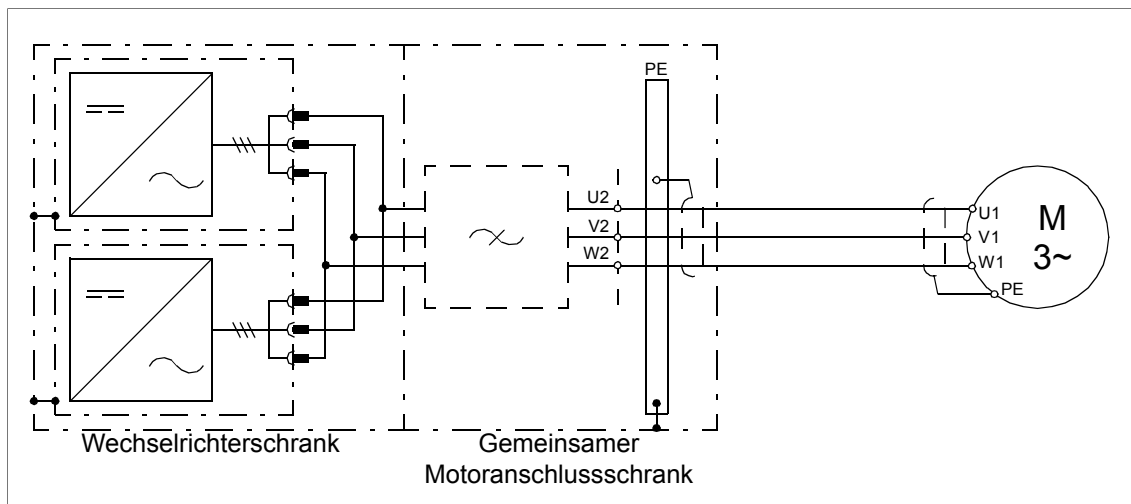 PE
U2
V2
W2
U1
V1
W1
PE
M
3~
Wechselrichterschrank
Gemeinsamer
Motoranschlussschrank